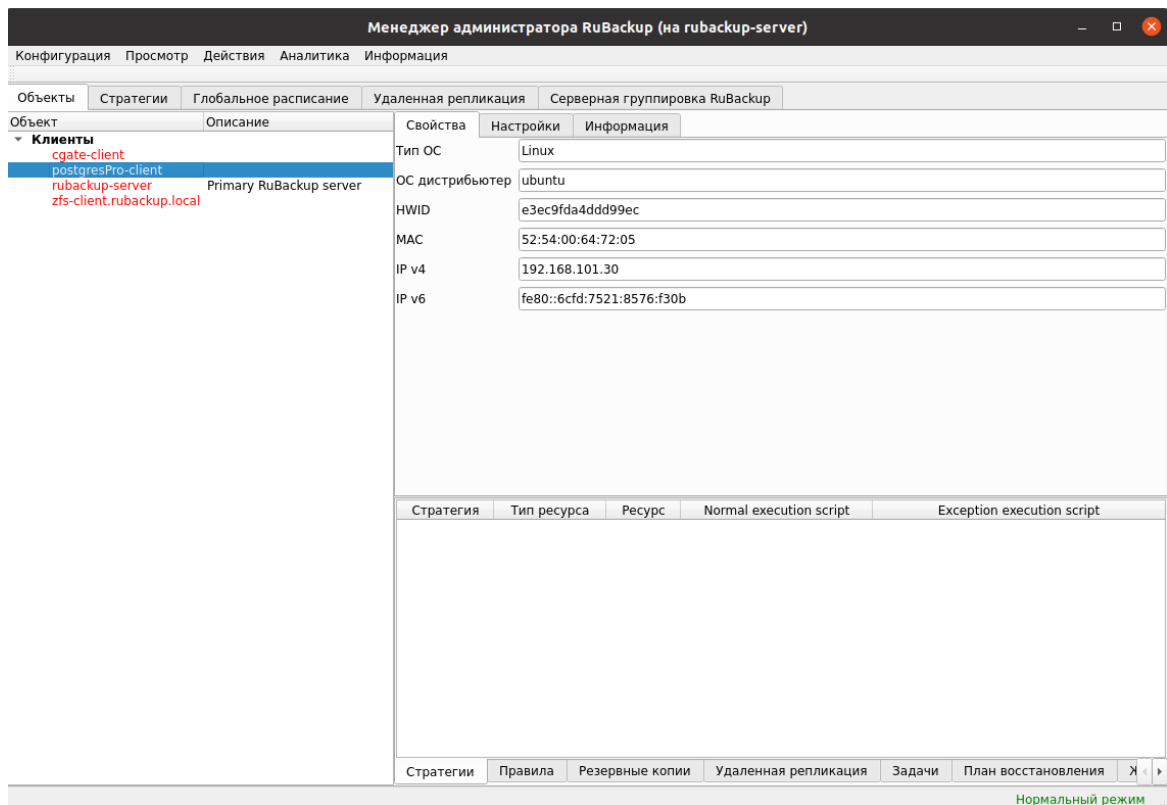 Менеджер администратора RuBackup (на rubackup-server)
Конфигурация Просмотр Действия Аналитика Информация
Объекты Стратегии Глобальное расписание Удаленная репликация Серверная группировка RuBackup
Объект Описание
Клиенты
cgate-client
postgresPro-client
rubackup-server Primary RuBackup server
zfs-client.rubackup.local
Свойства Настройки Информация
Тип ОС Linux
ОС дистрибьютер ubuntu
HWID e3ec9fda4ddd99ec
MAC 52:54:00:64:72:05
IP v4 192.168.101.30
IP v6 fe80::6cfd:7521:8576:f30b
Стратегия Тип ресурса Ресурс Normal execution script Exception execution script
Стратегии Правила Резервные копии Удаленная репликация Задачи План восстановления
Нормальный режим